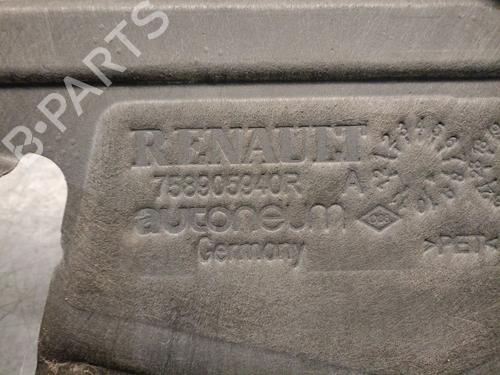 B-PARTS
RENAULT
758905940R A
autoneum
Germany
>PET<